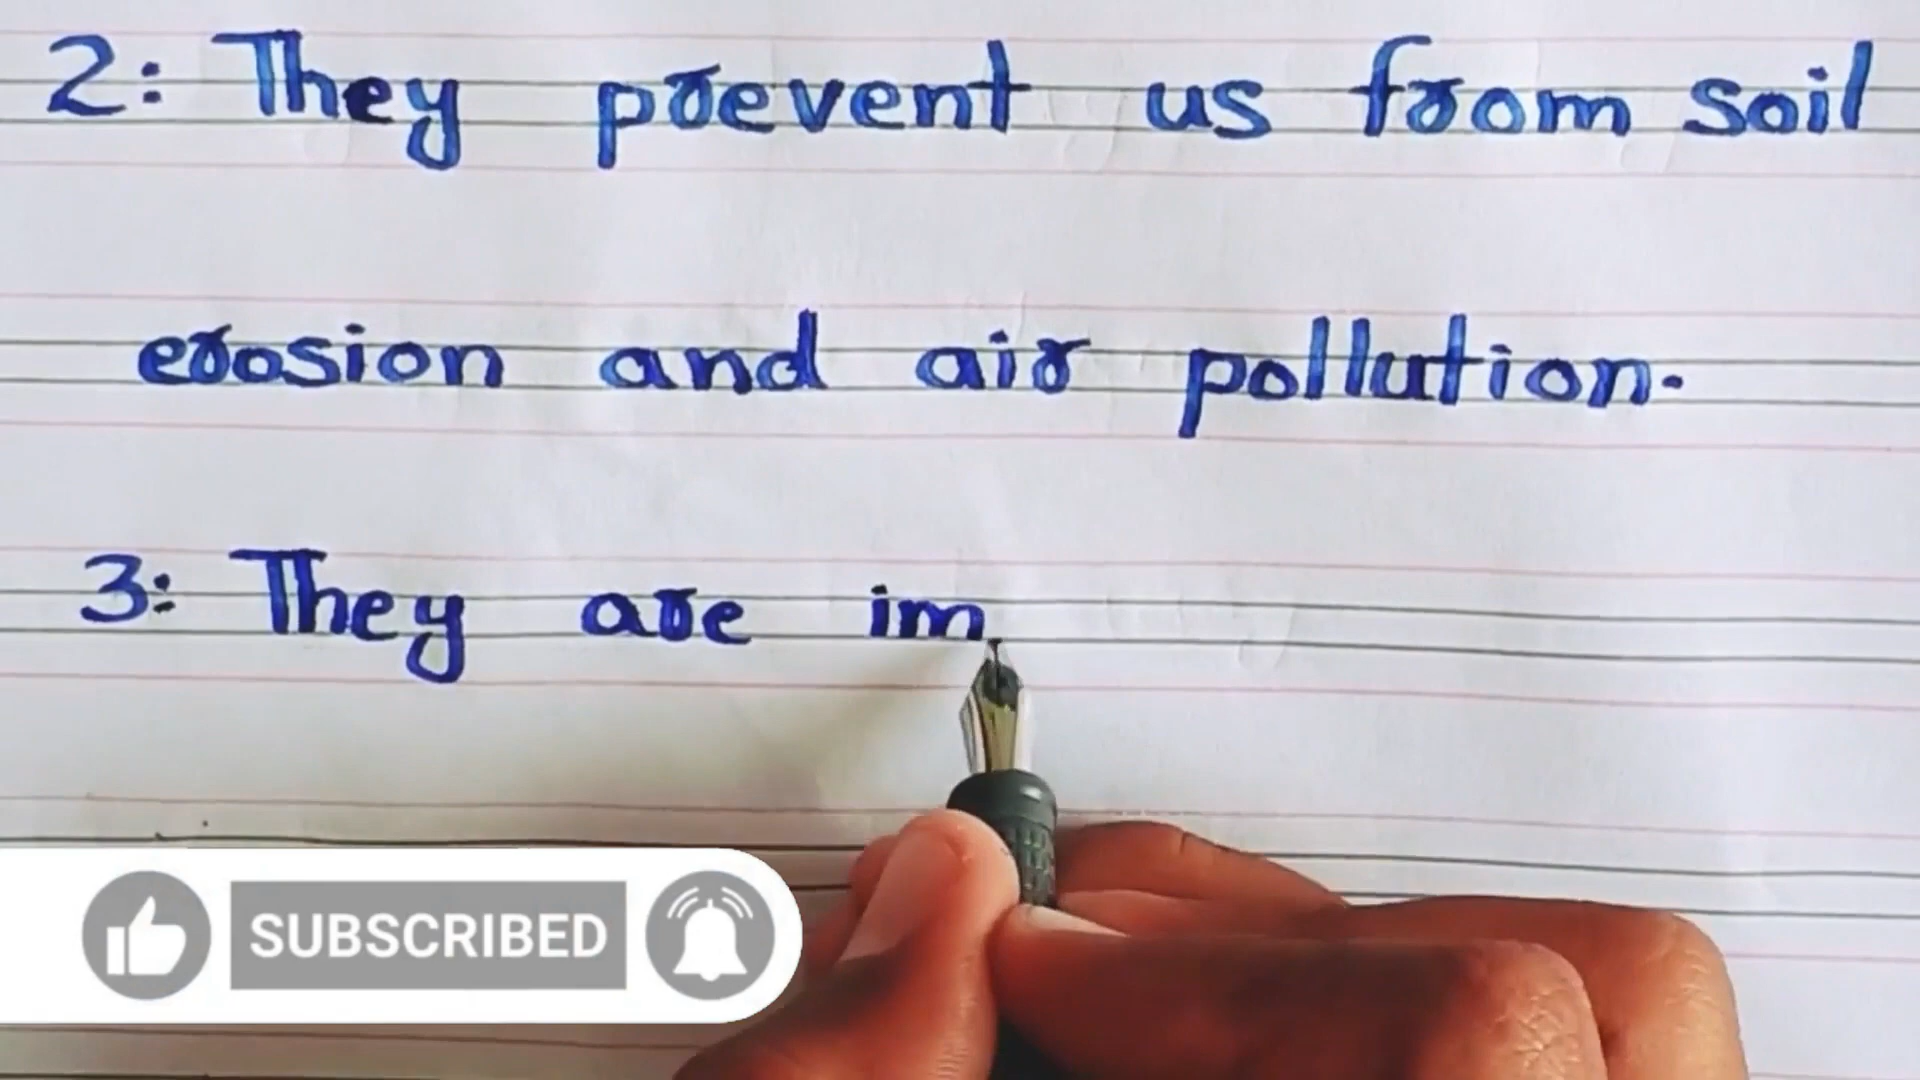 2: They prevent us from soil
erosion and air pollution.
3: They are im
SUBSCRIBED